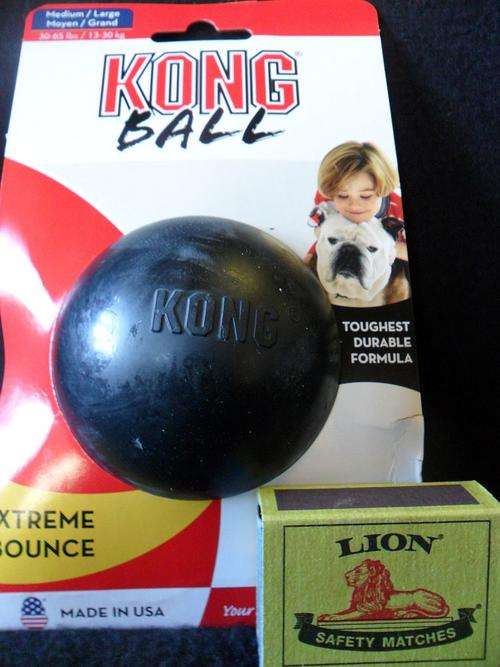 Medium / Large
Moyen / Grand
30-65 lbs / 13-30 kg
KONG®
BALL
KONG®
TOUGHEST
DURABLE
FORMULA
XTREME
BOUNCE
MADE IN USA
Your
LION®
SAFETY MATCHES